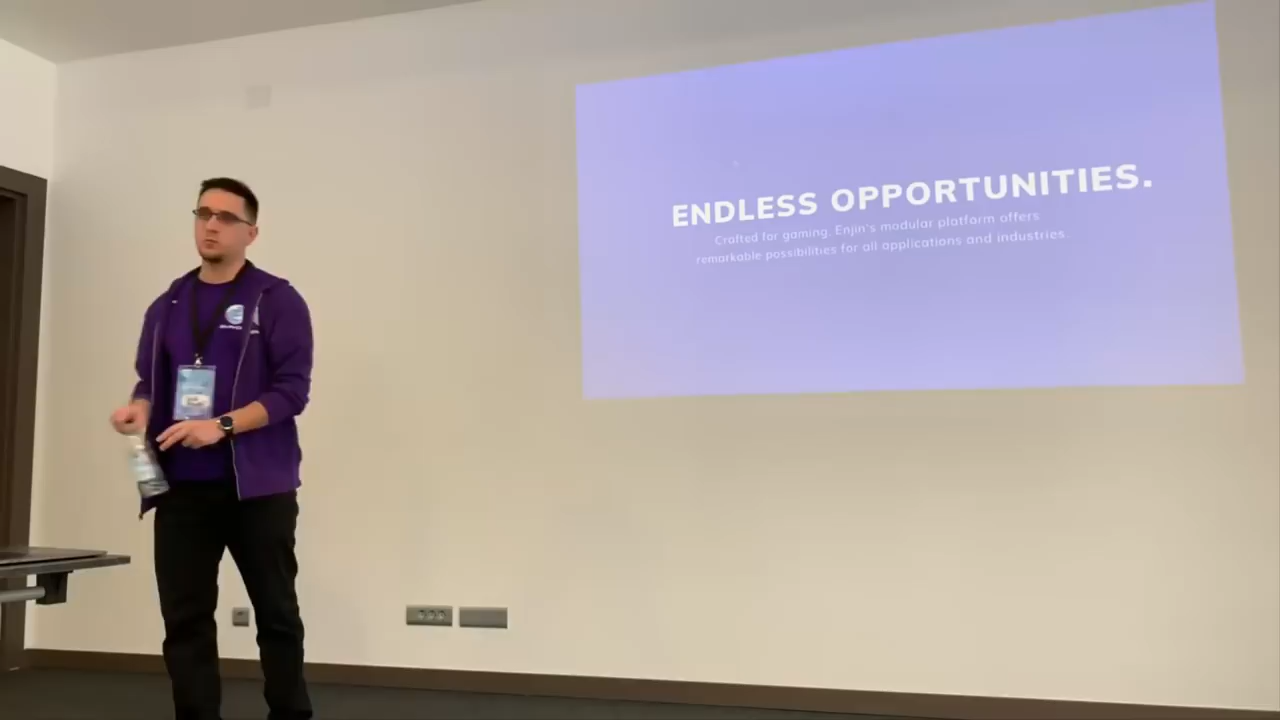 ENDLESS OPPORTUNITIES.
Crafted for gaming, Enjin's modular platform offers
remarkable possibilities for all applications and industries.